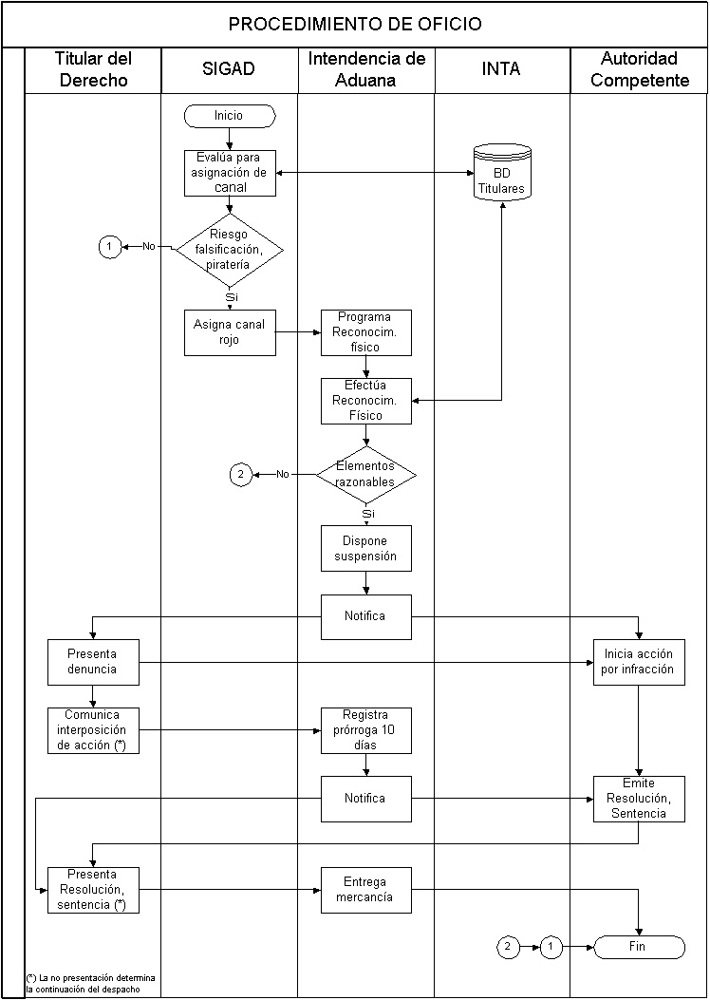 PROCEDIMIENTO DE OFICIO
Titular del
Derecho
SIGAD
Intendencia de
Aduana
INTA
Autoridad
Competente
Inicio
Evalúa para
asignación de
canal
BD
Titulares
Riesgo
falsificación,
piratería
No
1
Si
Asigna canal
rojo
Programa
Reconocim.
físico
Efectúa
Reconocim.
Físico
Elementos
razonables
No
2
Si
Dispone
suspensión
Notifica
Presenta
denuncia
Inicia acción
por infracción
Comunica
interposición
de acción (*)
Registra
prórroga 10
días
Notifica
Emite
Resolución,
Sentencia
Presenta
Resolución,
sentencia (*)
Entrega
mercancía
2
1
Fin
(*) La no presentación determina
la continuación del despacho